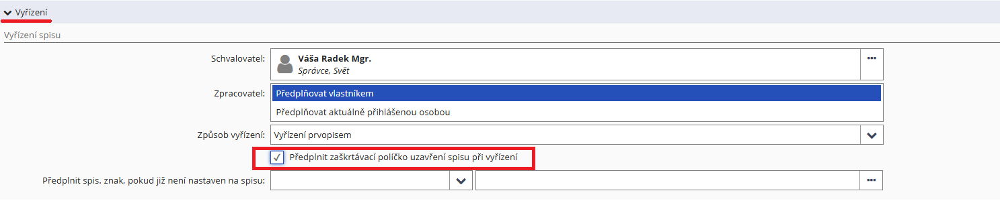 Vyřízení
Vyřízení spisu
Schvalovatel:
Váša Radek Mgr.
Správce, Svět
Zpracovatel:
Předplňovat vlastníkem
Předplňovat aktuálně přihlášenou osobou
Způsob vyřízení:
Vyřízení prvopisem
Předplnit zaškrtávací políčko uzavření spisu při vyřízení
Předplnit spis. znak, pokud již není nastaven na spisu: